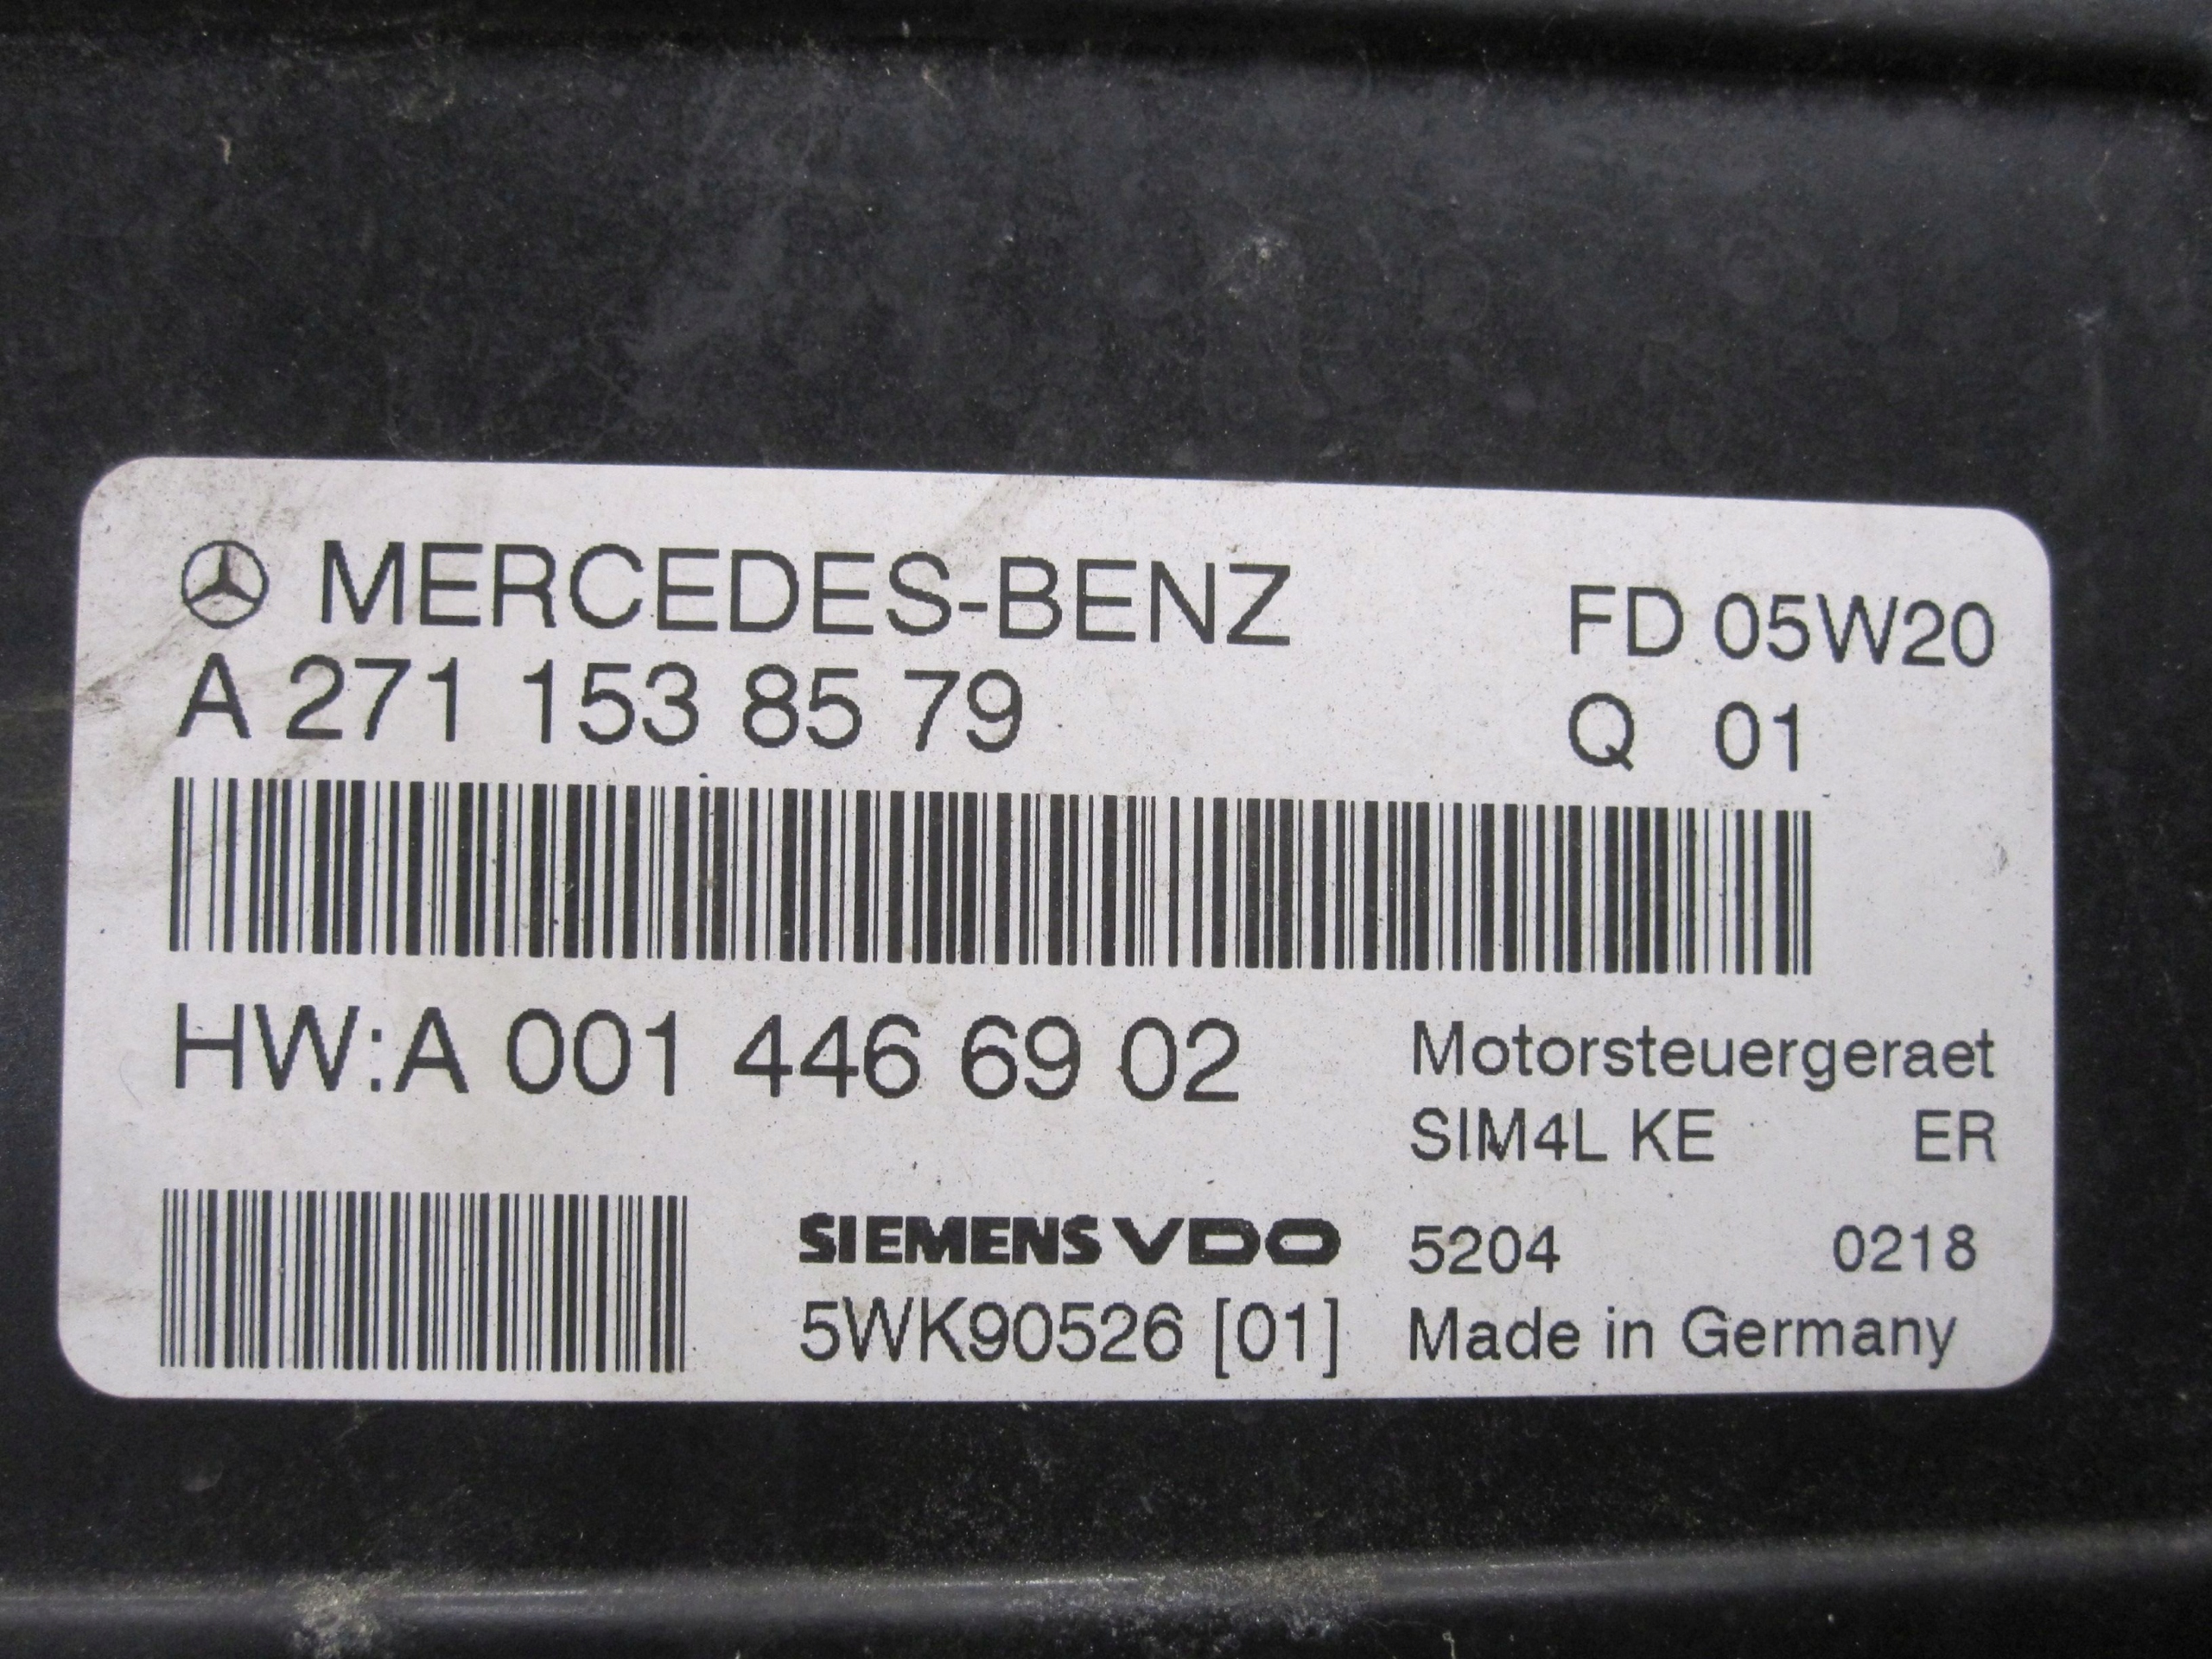 MERCEDES-BENZ FD 05W20
A 271 153 85 79 Q 01
HW:A 001 446 69 02 Motorsteuergeraet
SIM4L KE ER
SIEMENS VDO 5204 0218
5WK90526 [01] Made in Germany